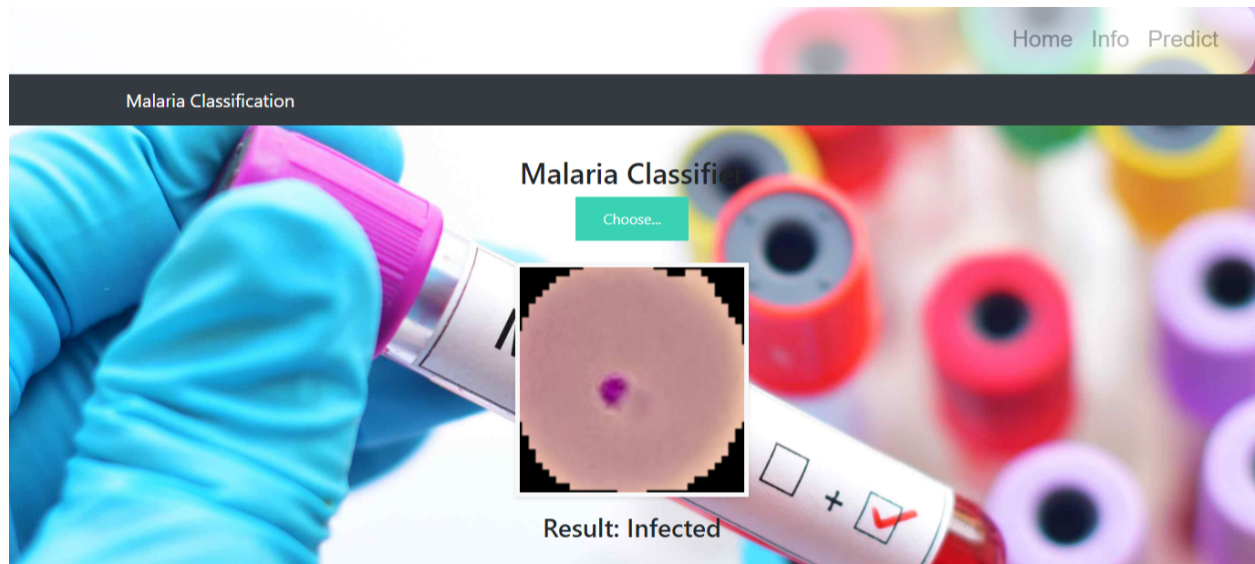 Home Info Predict
Malaria Classification
Malaria Classifier
Choose...
+
Result: Infected